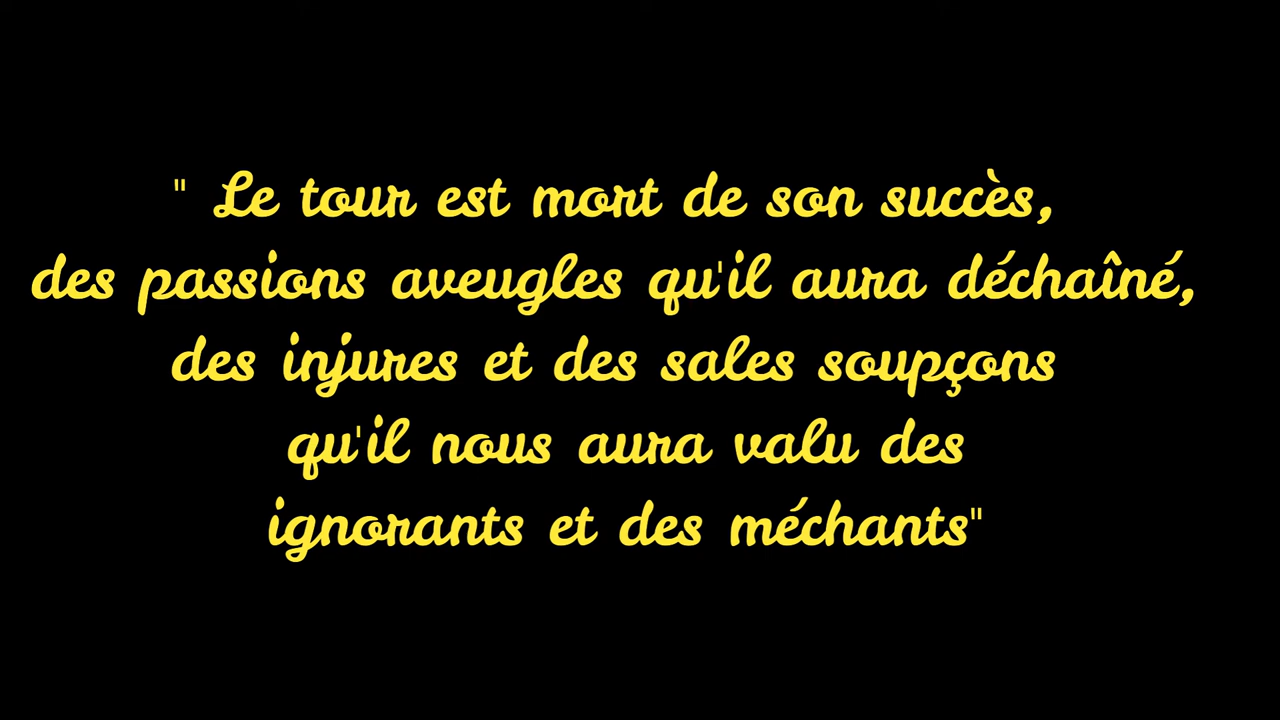 " Le tour est mort de son succès,
des passions aveugles qu'il aura déchaîné,
des injures et des sales soupçons
qu'il nous aura valu des
ignorants et des méchants"